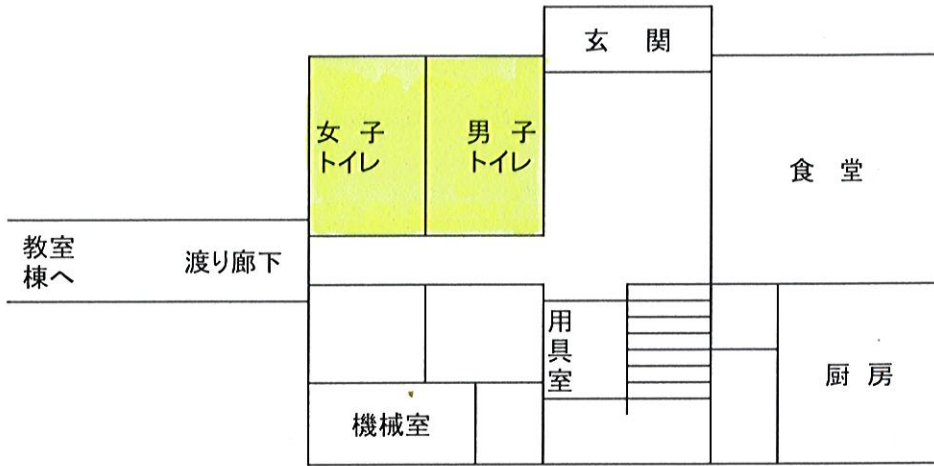 玄 関
女 子
トイレ
男 子
トイレ
食 堂
教室
棟へ
渡り廊下
用
具
室
厨 房
機械室